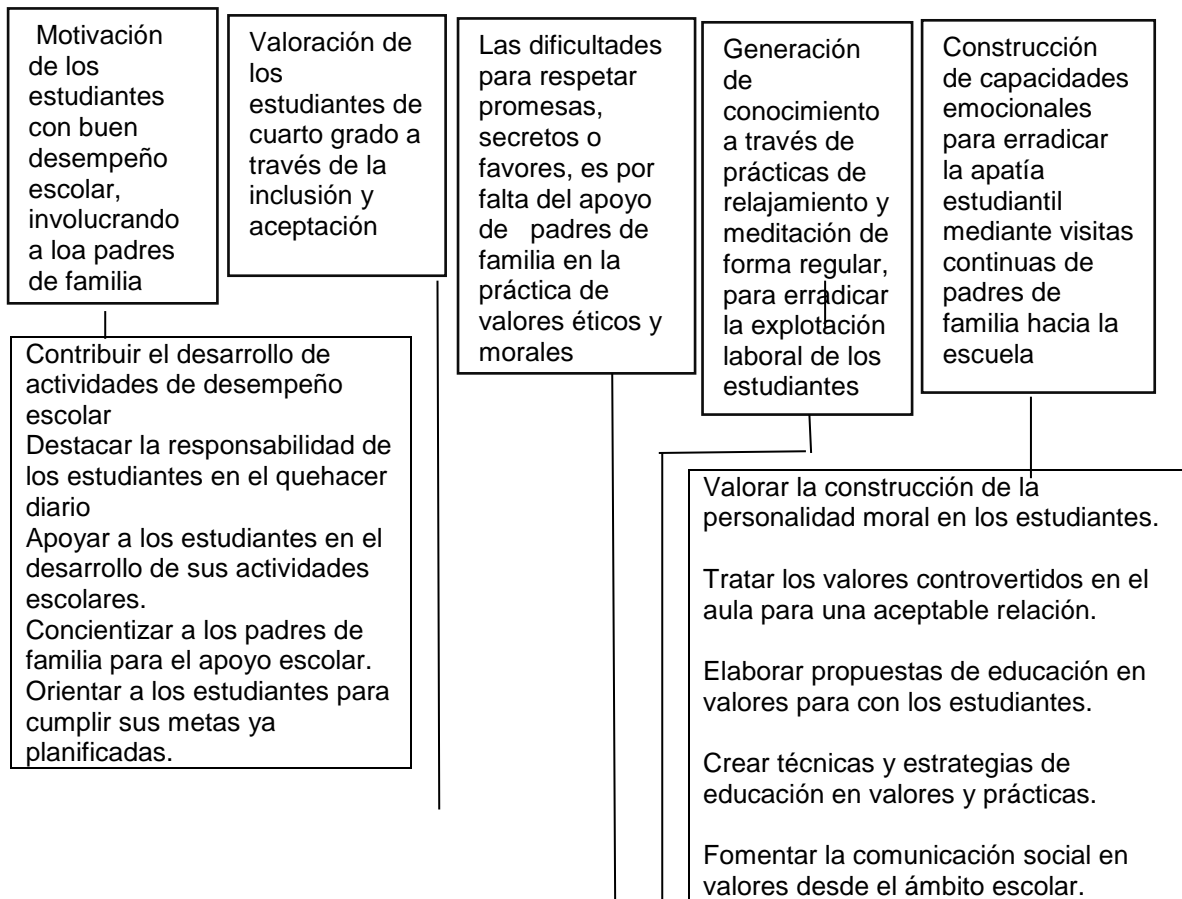 Motivación
de los
estudiantes
con buen
desempeño
escolar,
involucrando
a loa padres
de familia
Valoración de
los
estudiantes de
cuarto grado a
través de la
inclusión y
aceptación
Las dificultades
para respetar
promesas,
secretos o
favores, es por
falta del apoyo
de padres de
familia en la
práctica de
valores éticos y
morales
Generación
de
conocimiento
a través de
prácticas de
relajamiento y
meditación de
forma regular,
para erradicar
la explotación
laboral de los
estudiantes
Construcción
de capacidades
emocionales
para erradicar
la apatía
estudiantil
mediante visitas
continuas de
padres de
familia hacia la
escuela
Contribuir el desarrollo de
actividades de desempeño
escolar
Destacar la responsabilidad de
los estudiantes en el quehacer
diario
Apoyar a los estudiantes en el
desarrollo de sus actividades
escolares.
Concientizar a los padres de
familia para el apoyo escolar.
Orientar a los estudiantes para
cumplir sus metas ya
planificadas.
Valorar la construcción de la
personalidad moral en los estudiantes.
Tratar los valores controvertidos en el
aula para una aceptable relación.
Elaborar propuestas de educación en
valores para con los estudiantes.
Crear técnicas y estrategias de
educación en valores y prácticas.
Fomentar la comunicación social en
valores desde el ámbito escolar.